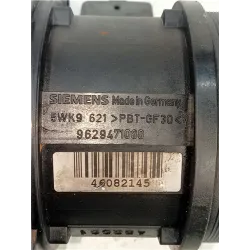 SIEMENS Made in Germany
5WK9 621 >PBT-GF30<
9629471080
46082145